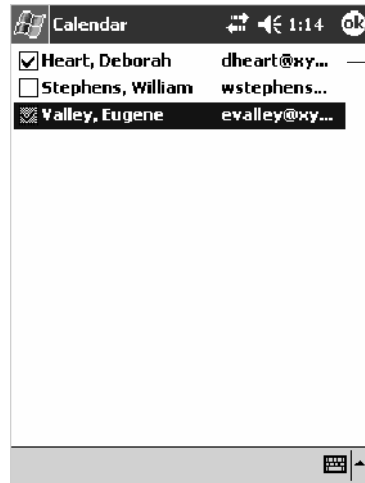 Calendar 1:14 ok
Heart, Deborah dheart@xy...
Stephens, William wstephens...
Valley, Eugene evalley@xy...